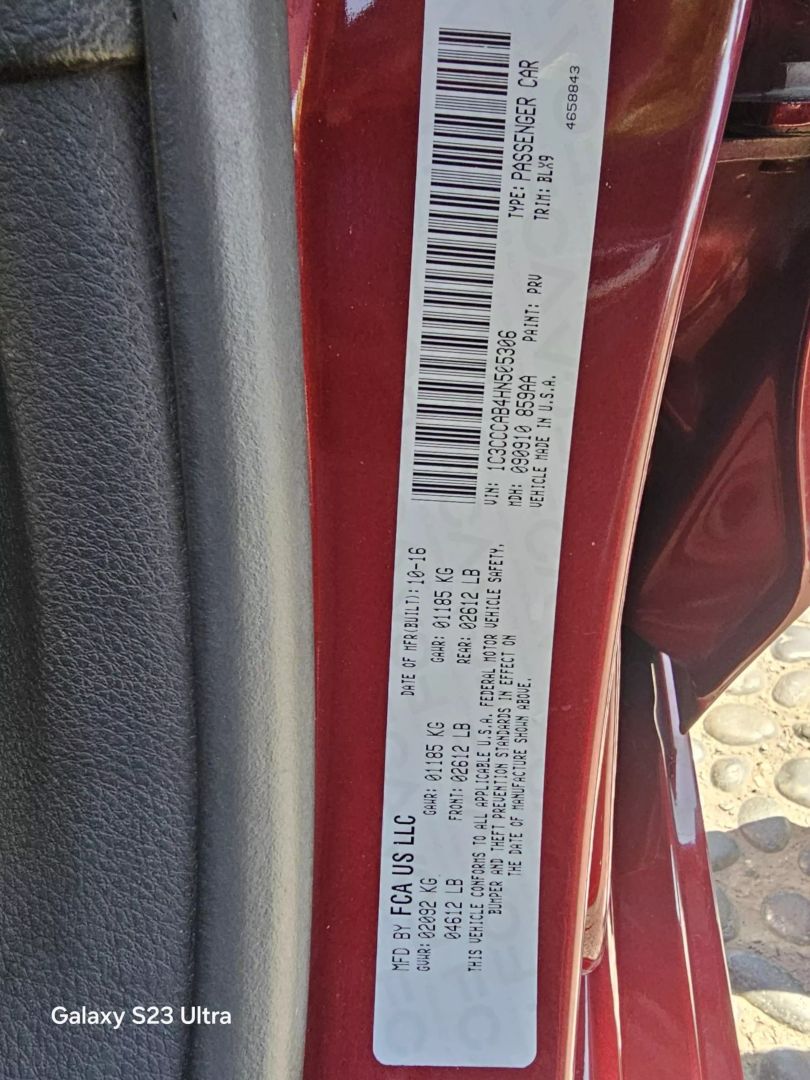 MFD BY FCA US LLC
DATE OF MFR(BUILT): 10-16
GVWR: 02092 KG
04612 LB
GAWR: 01185 KG
FRONT: 02612 LB
GAWR: 01185 KG
REAR: 02612 LB
THIS VEHICLE CONFORMS TO ALL APPLICABLE U.S.A. FEDERAL MOTOR VEHICLE SAFETY,
BUMPER AND THEFT PREVENTION STANDARDS IN EFFECT ON
THE DATE OF MANUFACTURE SHOWN ABOVE.
VIN: 1C3CCCAB4HN505306
TYPE: PASSENGER CAR
MDH: 090910 859AA
PAINT: PRV
TRIM: BLX9
VEHICLE MADE IN U.S.A.
4658843
Galaxy S23 Ultra